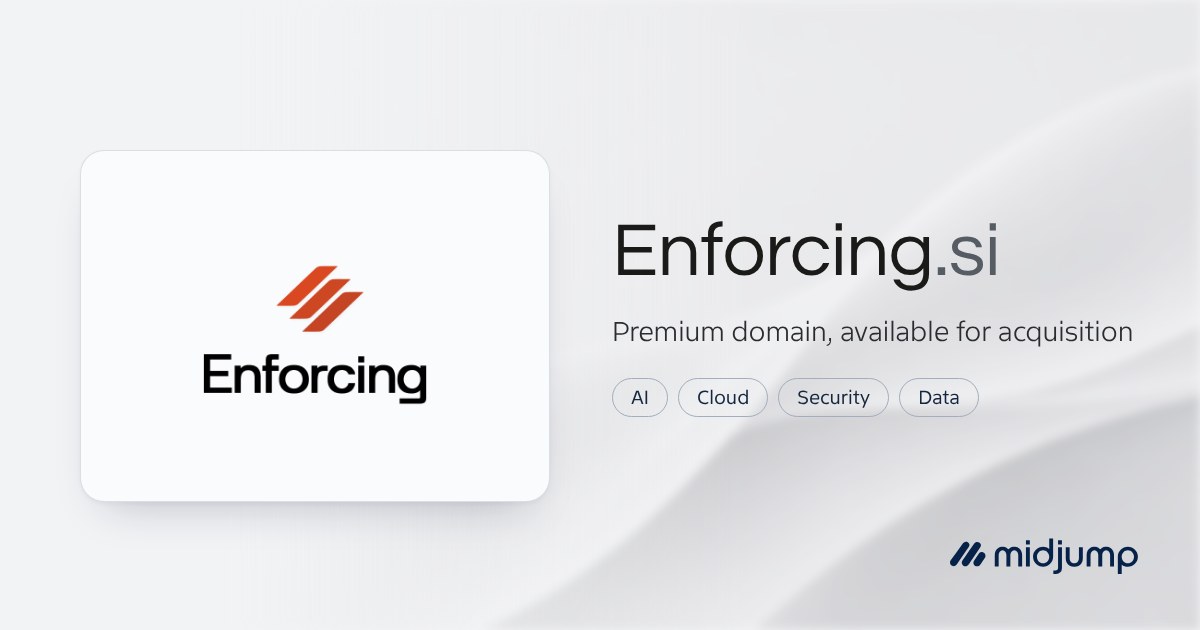 Enforcing
Enforcing.si
Premium domain, available for acquisition
AI Cloud Security Data
midjump